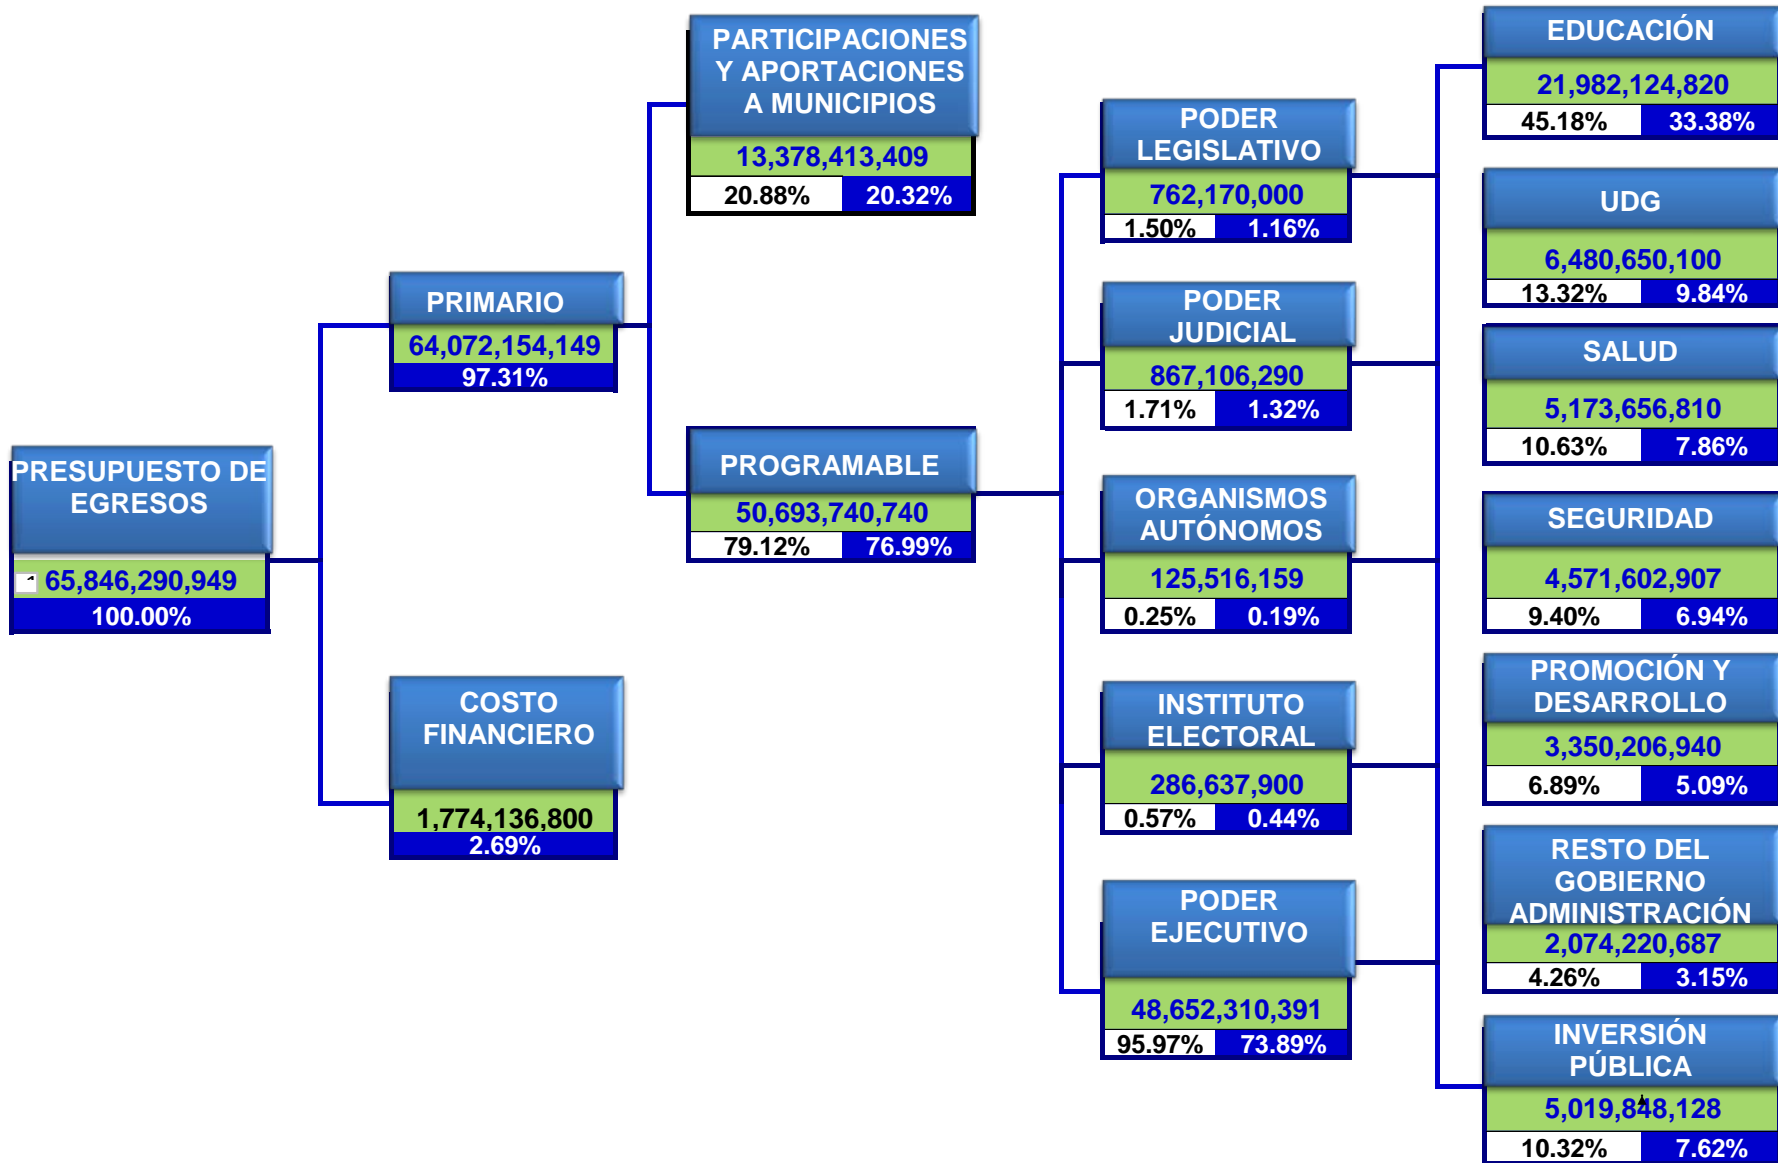 PRESUPUESTO DE
EGRESOS
65,846,290,949
100.00%
PRIMARIO
64,072,154,149
97.31%
COSTO
FINANCIERO
1,774,136,800
2.69%
PARTICIPACIONES
Y APORTACIONES
A MUNICIPIOS
13,378,413,409
20.88% 20.32%
PROGRAMABLE
50,693,740,740
79.12% 76.99%
PODER
LEGISLATIVO
762,170,000
1.50% 1.16%
PODER
JUDICIAL
867,106,290
1.71% 1.32%
ORGANISMOS
AUTÓNOMOS
125,516,159
0.25% 0.19%
INSTITUTO
ELECTORAL
286,637,900
0.57% 0.44%
PODER
EJECUTIVO
48,652,310,391
95.97% 73.89%
EDUCACIÓN
21,982,124,820
45.18% 33.38%
UDG
6,480,650,100
13.32% 9.84%
SALUD
5,173,656,810
10.63% 7.86%
SEGURIDAD
4,571,602,907
9.40% 6.94%
PROMOCIÓN Y
DESARROLLO
3,350,206,940
6.89% 5.09%
RESTO DEL
GOBIERNO
ADMINISTRACIÓN
2,074,220,687
4.26% 3.15%
INVERSIÓN
PÚBLICA
5,019,848,128
10.32% 7.62%